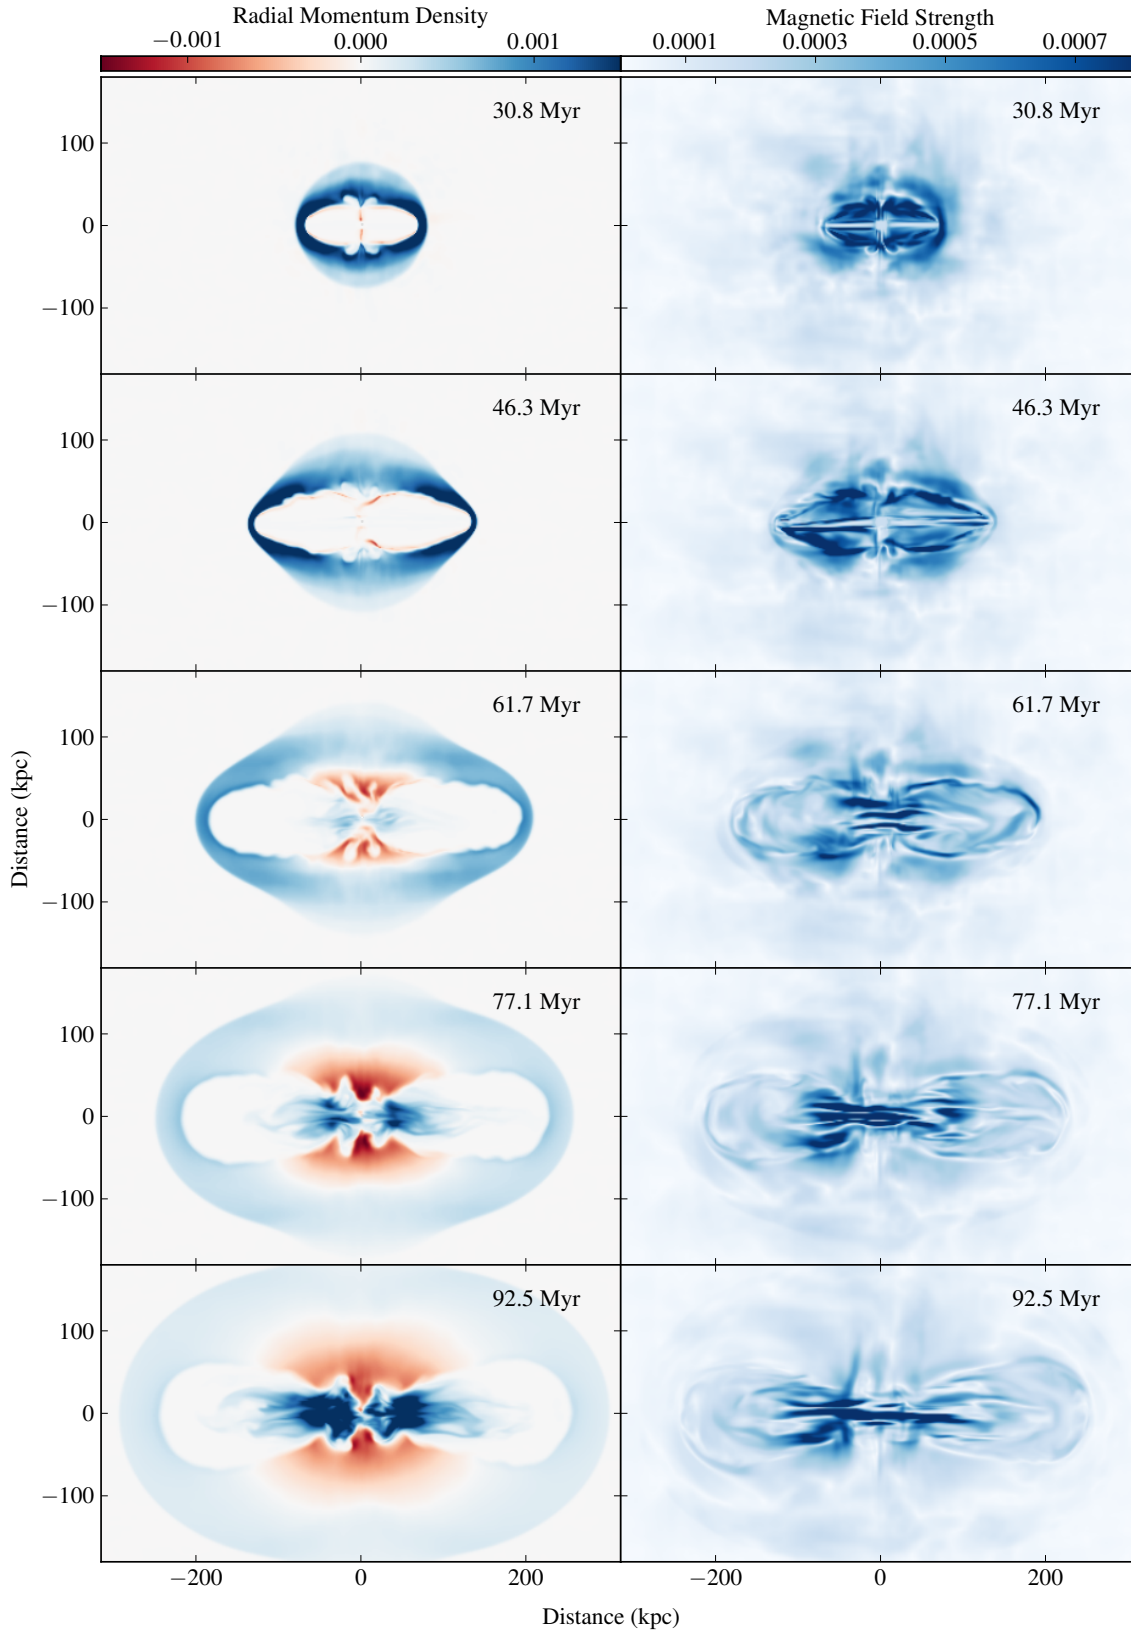 Radial Momentum Density
−0.001 0.000 0.001
Magnetic Field Strength
0.0001 0.0003 0.0005 0.0007
30.8 Myr
30.8 Myr
100
0
−100
46.3 Myr
46.3 Myr
100
0
−100
61.7 Myr
61.7 Myr
100
0
−100
Distance (kpc)
77.1 Myr
77.1 Myr
100
0
−100
92.5 Myr
92.5 Myr
100
0
−100
−200 0 200
−200 0 200
Distance (kpc)